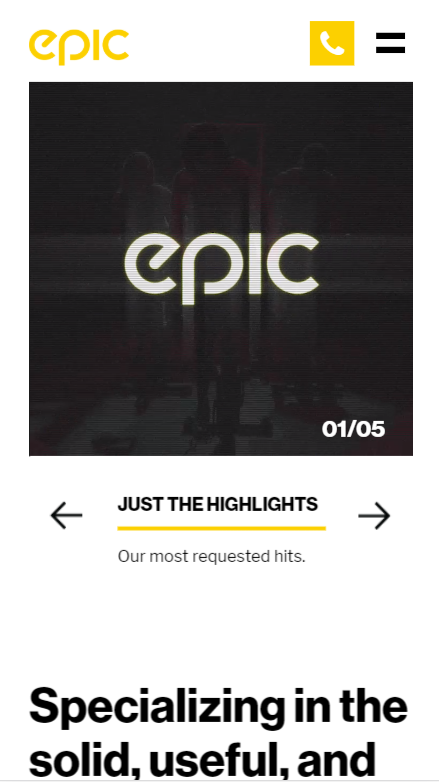 epic
epic
01/05
JUST THE HIGHLIGHTS
Our most requested hits.
Specializing in the
solid, useful, and